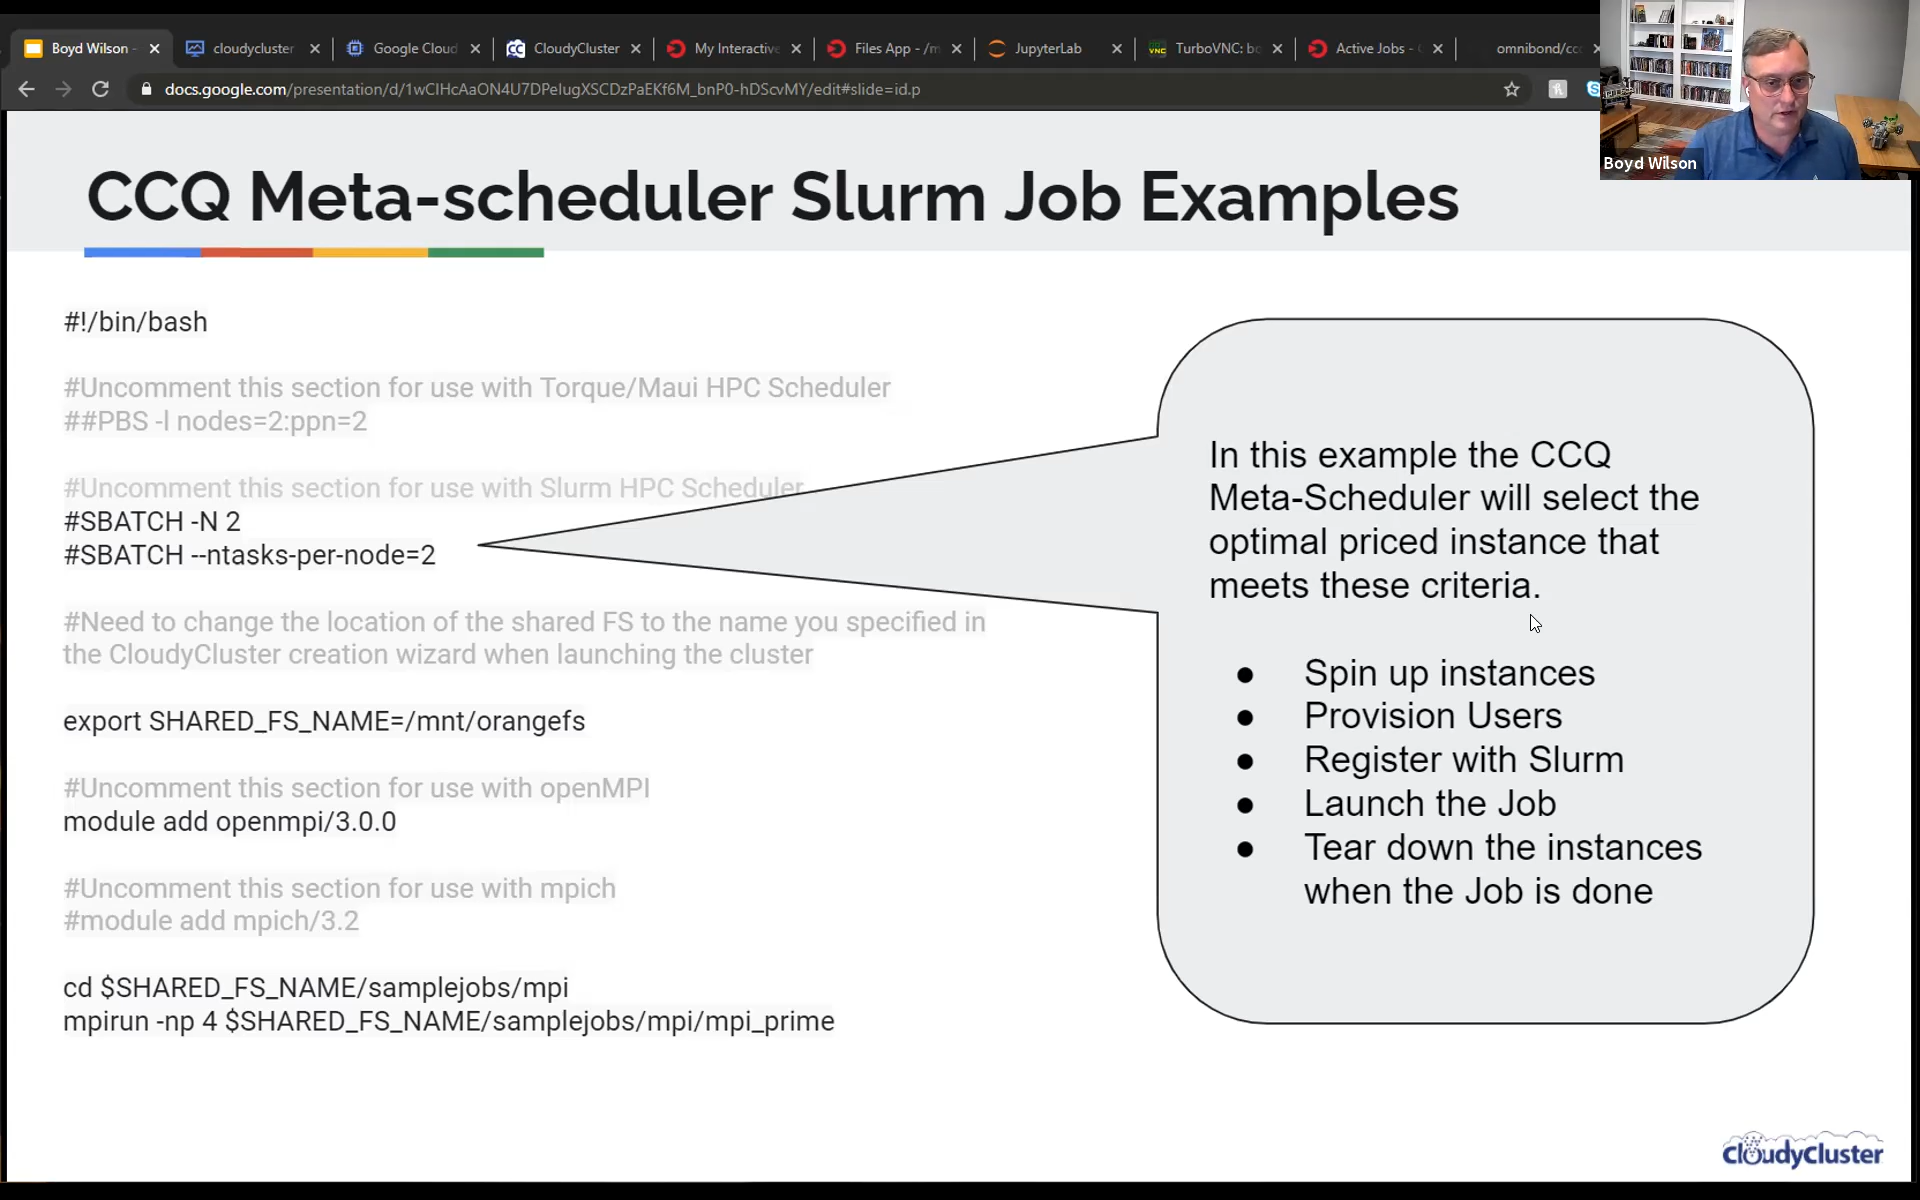 Boyd Wilson -
cloudycluster
Google Cloud
CloudyCluster
My Interactive
Files App - /m
JupyterLab
TurboVNC: bo
Active Jobs -
omnibond/cc
docs.google.com/presentation/d/1wCIHcAaON4U7DPelugXSCDzPaEKf6M_bnP0-hDScvMY/edit#slide=id.p
Boyd Wilson
CCQ Meta-scheduler Slurm Job Examples
#!/bin/bash
#Uncomment this section for use with Torque/Maui HPC Scheduler
##PBS -l nodes=2:ppn=2
#Uncomment this section for use with Slurm HPC Scheduler
#SBATCH -N 2
#SBATCH --ntasks-per-node=2
#Need to change the location of the shared FS to the name you specified in
the CloudyCluster creation wizard when launching the cluster
export SHARED_FS_NAME=/mnt/orangefs
#Uncomment this section for use with openMPI
module add openmpi/3.0.0
#Uncomment this section for use with mpich
#module add mpich/3.2
cd $SHARED_FS_NAME/samplejobs/mpi
mpirun -np 4 $SHARED_FS_NAME/samplejobs/mpi/mpi_prime
In this example the CCQ
Meta-Scheduler will select the
optimal priced instance that
meets these criteria.
● Spin up instances
● Provision Users
● Register with Slurm
● Launch the Job
● Tear down the instances
when the Job is done
cloudycluster